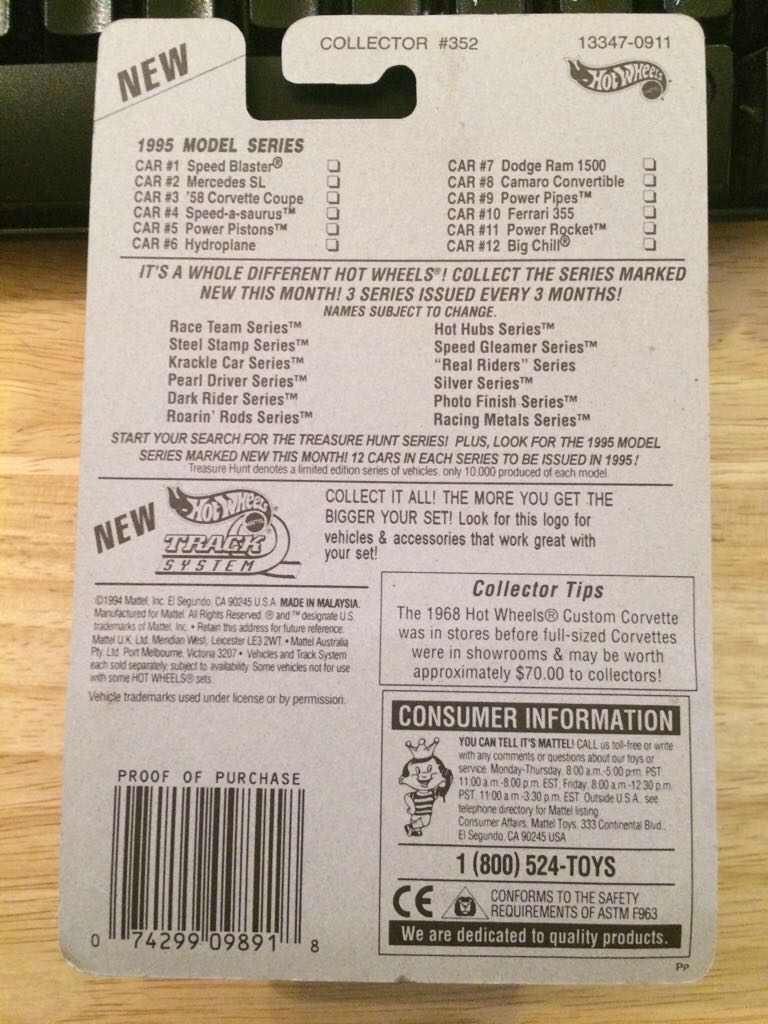 NEW
COLLECTOR #352
13347-0911
HOT WHEELS
1995 MODEL SERIES
CAR #1 Speed Blaster®
CAR #2 Mercedes SL
CAR #3 '58 Corvette Coupe
CAR #4 Speed-a-saurus™
CAR #5 Power Pistons™
CAR #6 Hydroplane
CAR #7 Dodge Ram 1500
CAR #8 Camaro Convertible
CAR #9 Power Pipes™
CAR #10 Ferrari 355
CAR #11 Power Rocket™
CAR #12 Big Chill®
IT'S A WHOLE DIFFERENT HOT WHEELS®! COLLECT THE SERIES MARKED
NEW THIS MONTH! 3 SERIES ISSUED EVERY 3 MONTHS!
NAMES SUBJECT TO CHANGE.
Race Team Series™
Steel Stamp Series™
Krackle Car Series™
Pearl Driver Series™
Dark Rider Series™
Roarin' Rods Series™
Hot Hubs Series™
Speed Gleamer Series™
"Real Riders" Series
Silver Series™
Photo Finish Series™
Racing Metals Series™
START YOUR SEARCH FOR THE TREASURE HUNT SERIES! PLUS, LOOK FOR THE 1995 MODEL
SERIES MARKED NEW THIS MONTH! 12 CARS IN EACH SERIES TO BE ISSUED IN 1995!
Treasure Hunt denotes a limited edition series of vehicles, only 10,000 produced of each model.
NEW
HOT WHEELS
TRACK
SYSTEM
COLLECT IT ALL! THE MORE YOU GET THE
BIGGER YOUR SET! Look for this logo for
vehicles & accessories that work great with
your set!
©1994 Mattel, Inc. El Segundo, CA 90245 U.S.A. MADE IN MALAYSIA.
Manufactured for Mattel. All Rights Reserved. ® and ™ designate U.S.
trademarks of Mattel, Inc. • Retain this address for future reference:
Mattel U.K. Ltd. Meridian West, Leicester LE3 2WT. • Mattel Australia
Pty. Ltd. Port Melbourne, Victoria 3207 • Vehicles and Track System
each sold separately, subject to availability. Some vehicles not for use
with some HOT WHEELS® sets.
Vehicle trademarks used under license or by permission.
Collector Tips
The 1968 Hot Wheels® Custom Corvette
was in stores before full-sized Corvettes
were in showrooms & may be worth
approximately $70.00 to collectors!
CONSUMER INFORMATION
YOU CAN TELL IT'S MATTEL! CALL us toll-free or write
with any comments or questions about our toys or
service. Monday-Thursday, 8:00 a.m.-5:00 p.m. PST,
11:00 a.m.-8:00 p.m. EST, Friday, 8:00 a.m.-12:30 p.m.
PST, 11:00 a.m.-3:30 p.m. EST. Outside U.S.A., see
telephone directory for Mattel listing.
Consumer Affairs, Mattel Toys, 333 Continental Blvd.,
El Segundo, CA 90245 USA
1 (800) 524-TOYS
CE
CONFORMS TO THE SAFETY
REQUIREMENTS OF ASTM F963
We are dedicated to quality products.
PROOF OF PURCHASE
0 74299 09891 8
PP